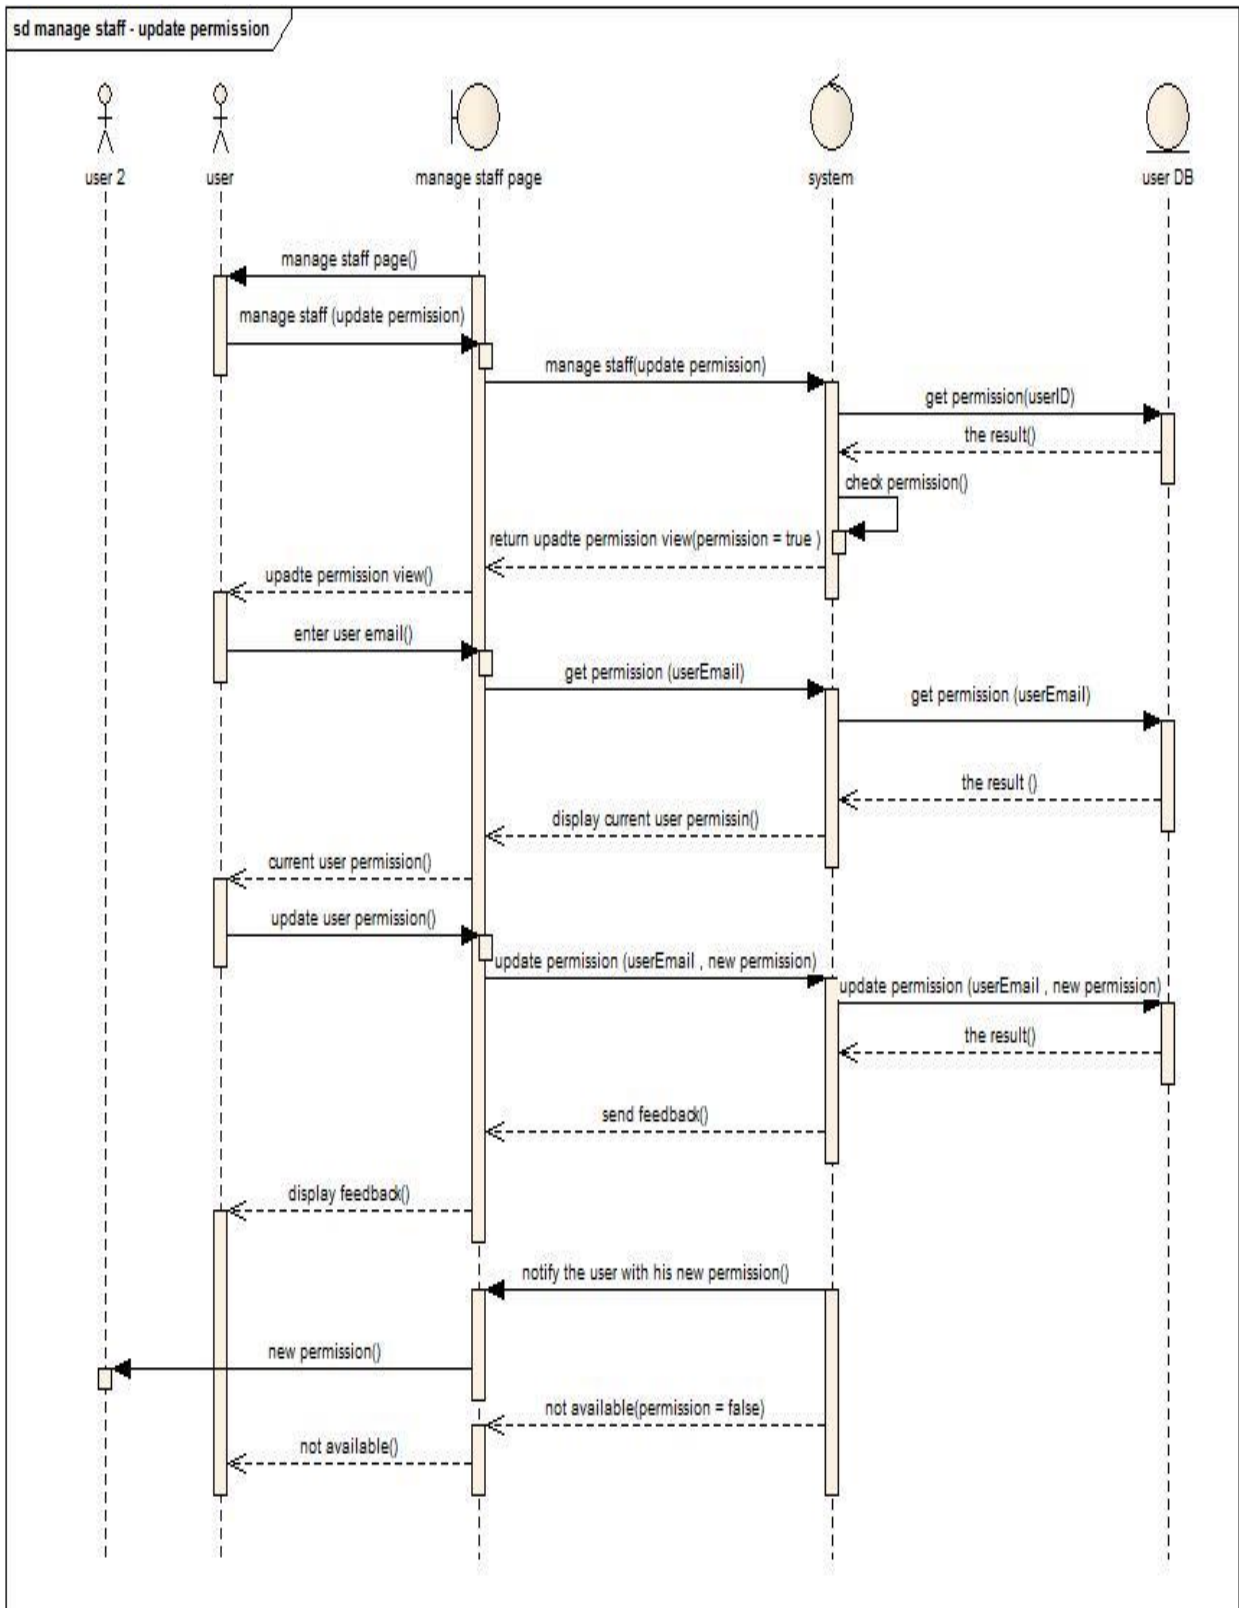 sd manage staff - update permission
user 2
user
manage staff page
system
user DB
manage staff page()
manage staff (update permission)
manage staff(update permission)
get permission(userID)
the result()
check permission()
return upadte permission view(permission = true )
upadte permission view()
enter user email()
get permission (userEmail)
get permission (userEmail)
the result ()
display current user permissin()
current user permission()
update user permission()
update permission (userEmail , new permission)
update permission (userEmail , new permission)
the result()
send feedback()
display feedback()
notify the user with his new permission()
new permission()
not available(permission = false)
not available()